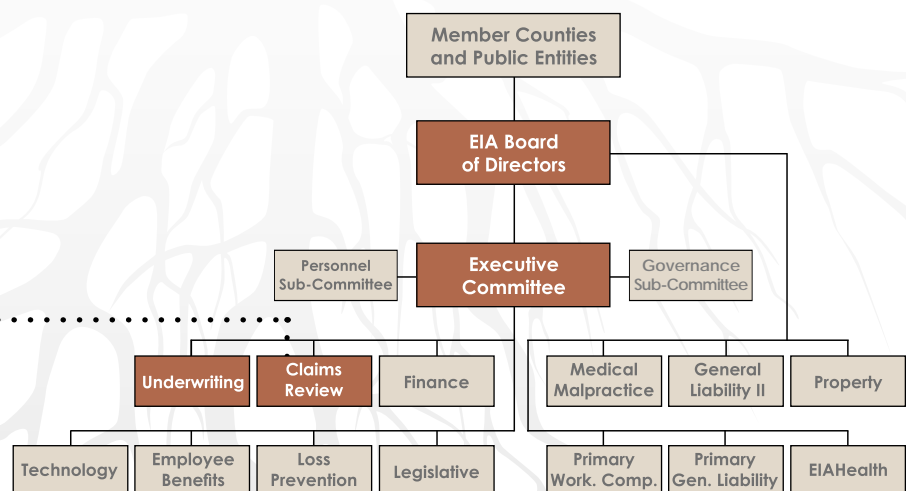 Member Counties
and Public Entities
EIA Board
of Directors
Personnel
Sub-Committee
Executive
Committee
Governance
Sub-Committee
Underwriting
Claims
Review
Finance
Medical
Malpractice
General
Liability II
Property
Technology
Employee
Benefits
Loss
Prevention
Legislative
Primary
Work. Comp.
Primary
Gen. Liability
EIAHealth